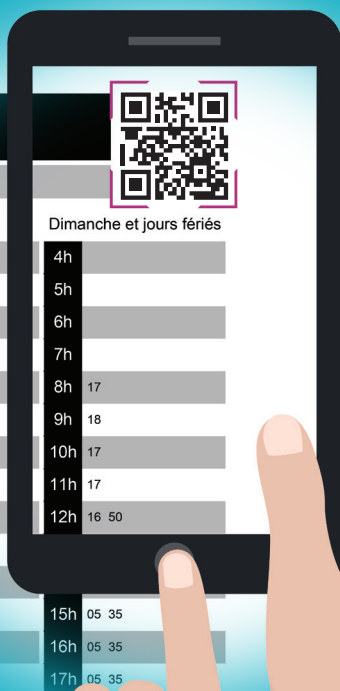 Dimanche et jours fériés
4h
5h
6h
7h
8h 17
9h 18
10h 17
11h 17
12h 16 50
15h 05 35
16h 05 35
17h 05 35